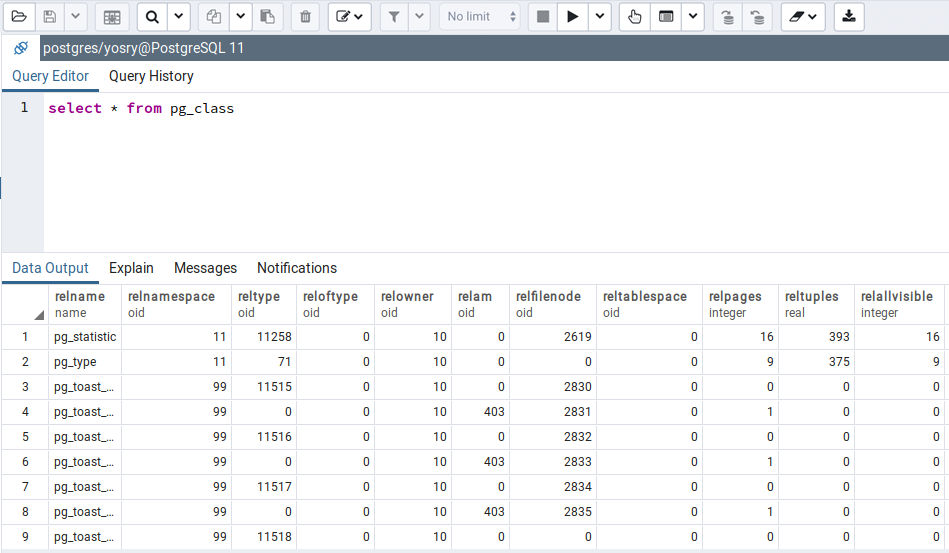 No limit
postgres/yosry@PostgreSQL 11
Query Editor Query History
1 select * from pg_class
Data Output Explain Messages Notifications
relname relnamespace reltype reloftype relowner relam relfilenode reltablespace relpages reltuples relallvisible
name oid oid oid oid oid oid oid integer real integer
1 pg_statistic 11 11258 0 10 0 2619 0 16 393 16
2 pg_type 11 71 0 10 0 0 0 9 375 9
3 pg_toast_... 99 11515 0 10 0 2830 0 0 0 0
4 pg_toast_... 99 0 0 10 403 2831 0 1 0 0
5 pg_toast_... 99 11516 0 10 0 2832 0 0 0 0
6 pg_toast_... 99 0 0 10 403 2833 0 1 0 0
7 pg_toast_... 99 11517 0 10 0 2834 0 0 0 0
8 pg_toast_... 99 0 0 10 403 2835 0 1 0 0
9 pg_toast_... 99 11518 0 10 0 0 0 0 0 0